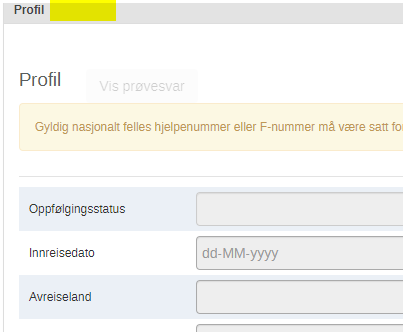 Profil
Profil
Vis prøvesvar
Gyldig nasjonalt felles hjelpenummer eller F-nummer må være satt for
Oppfølgingsstatus
Innreisedato
dd-MM-yyyy
Avreiseland